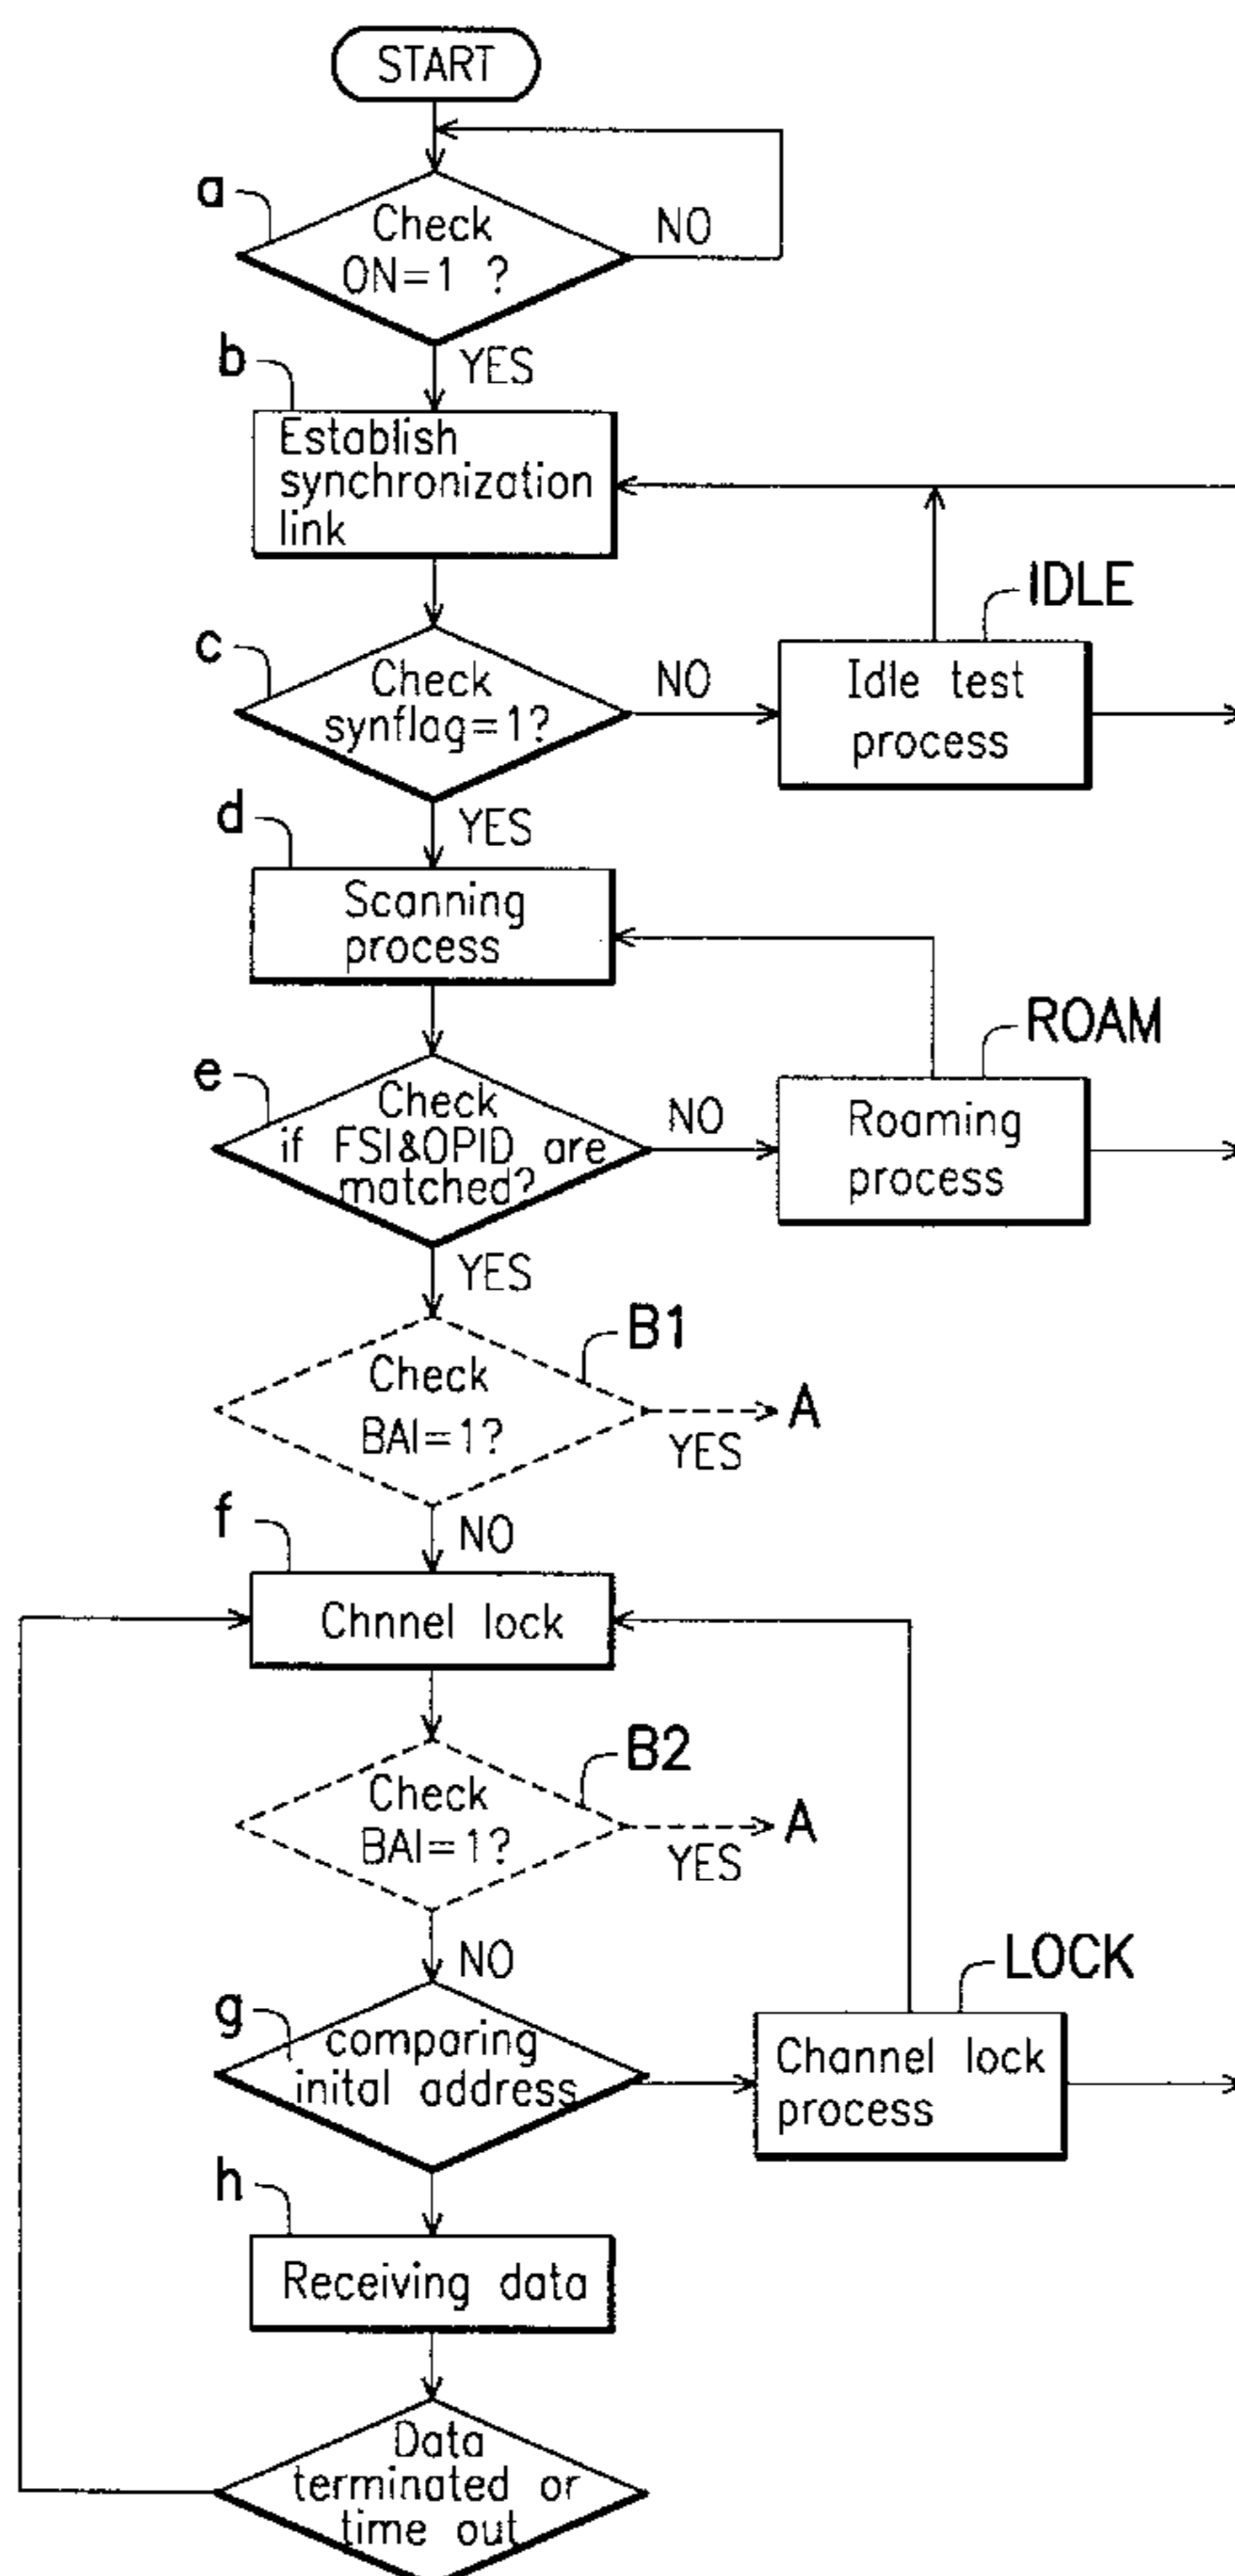 START
a
Check
ON=1 ?
NO
YES
b
Establish
synchronization
link
IDLE
c
Check
synflag=1?
NO
Idle test
process
YES
d
Scanning
process
ROAM
e
Check
if FSI&OPID are
matched?
NO
Roaming
process
YES
B1
Check
BAI=1?
A
YES
f
NO
Chnnel lock
B2
Check
BAI=1?
A
YES
NO
LOCK
g
comparing
inital address
Channel lock
process
h
Receiving data
Data
terminated or
time out